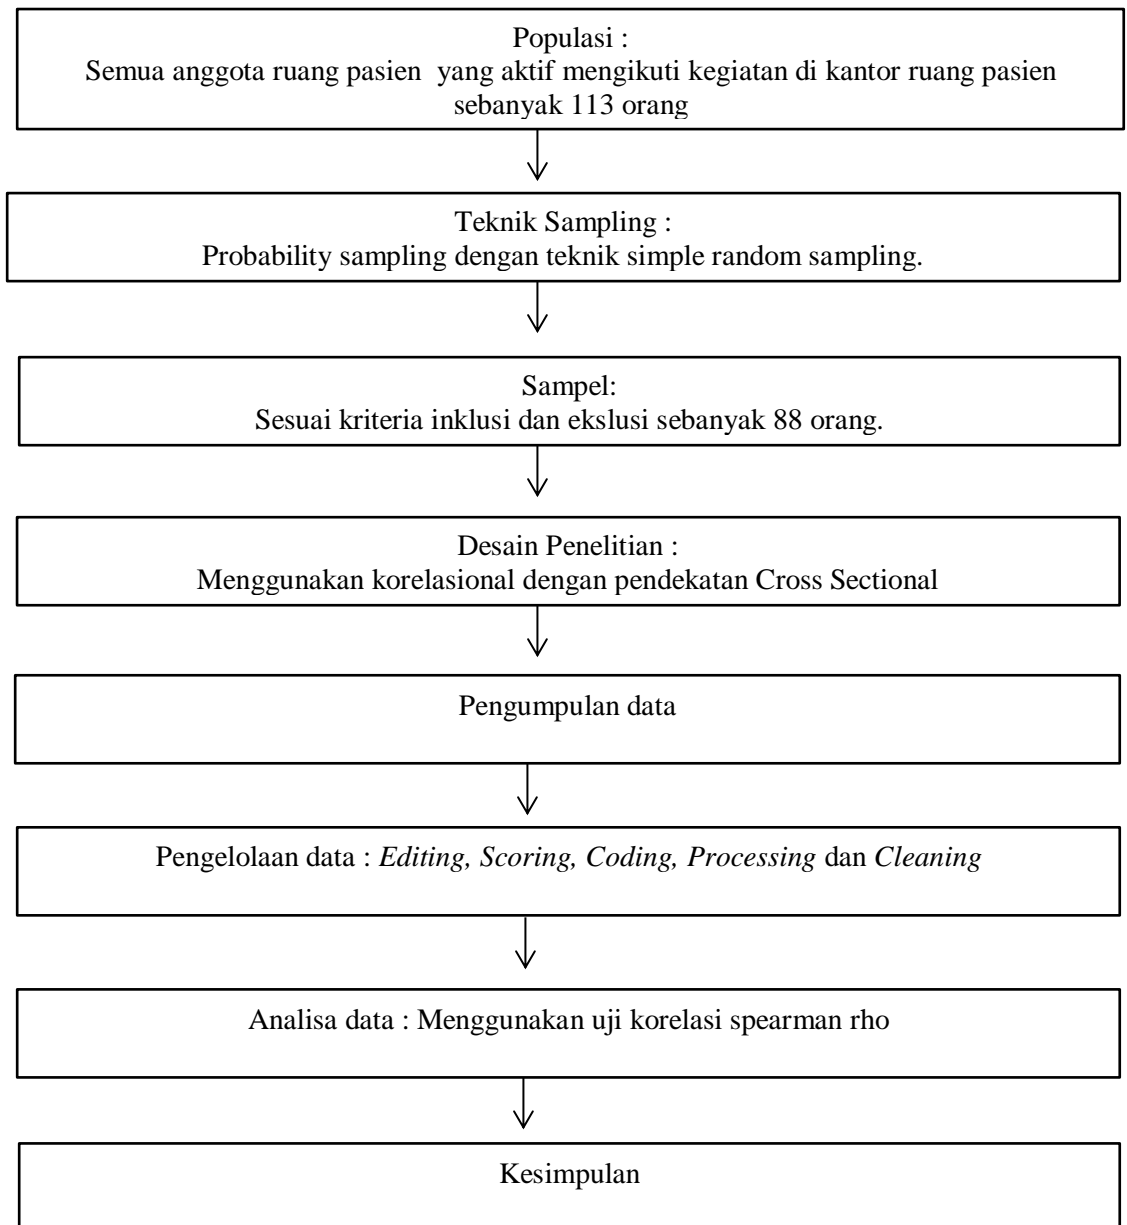 Populasi :
Semua anggota ruang pasien yang aktif mengikuti kegiatan di kantor ruang pasien
sebanyak 113 orang
Teknik Sampling :
Probability sampling dengan teknik simple random sampling.
Sampel:
Sesuai kriteria inklusi dan ekslusi sebanyak 88 orang.
Desain Penelitian :
Menggunakan korelasional dengan pendekatan Cross Sectional
Pengumpulan data
Pengelolaan data : Editing, Scoring, Coding, Processing dan Cleaning
Analisa data : Menggunakan uji korelasi spearman rho
Kesimpulan